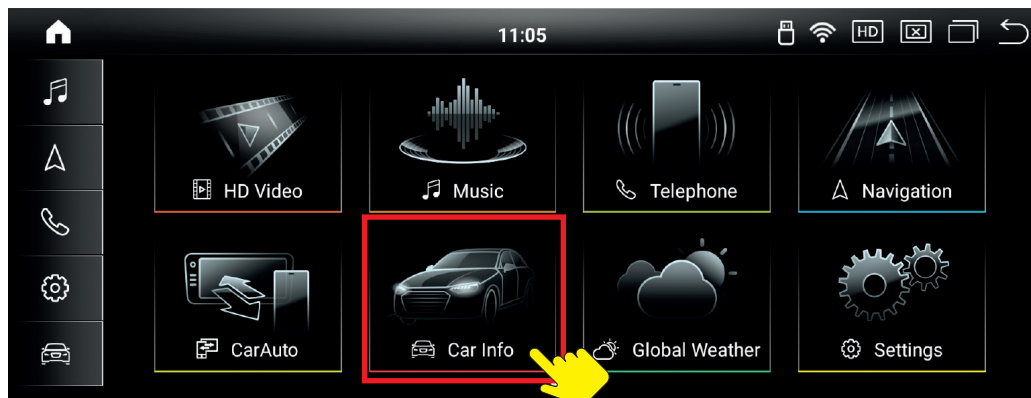 11:05
HD
HD Video
Music
Telephone
Navigation
CarAuto
Car Info
Global Weather
Settings